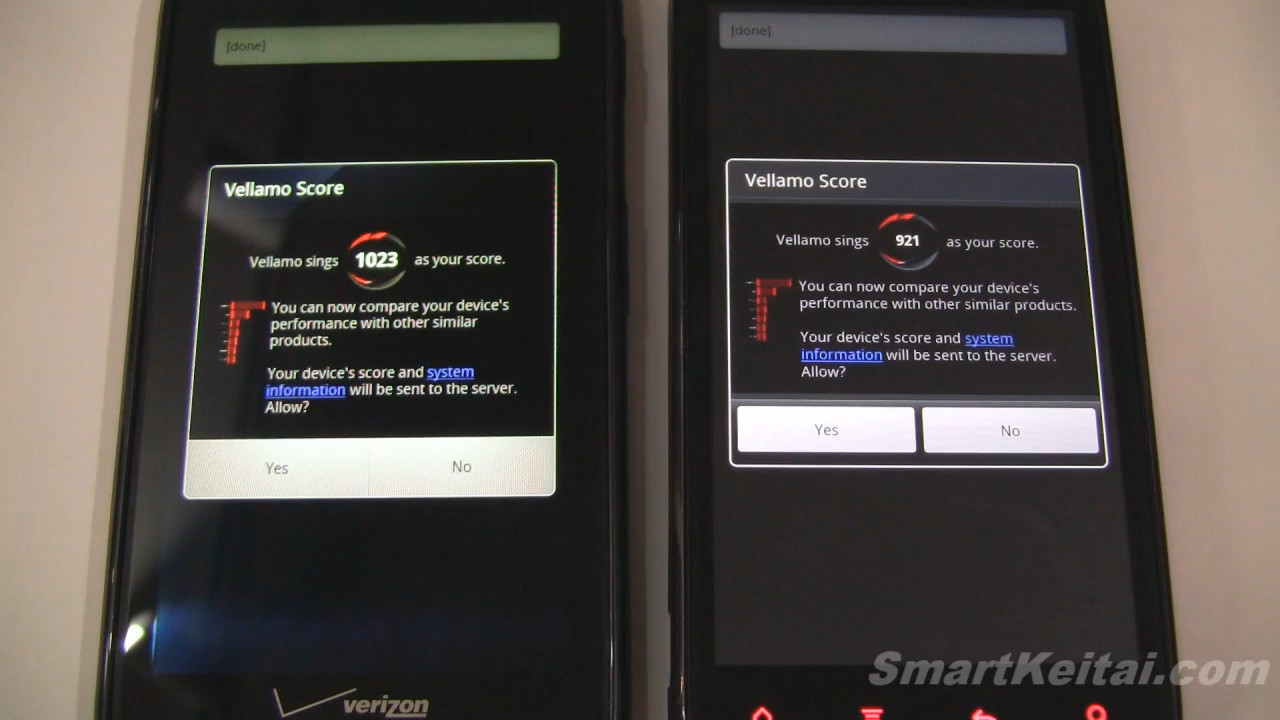 [done]
Vellamo Score
Vellamo sings 1023 as your score.
You can now compare your device's
performance with other similar
products.
Your device's score and system
information will be sent to the server.
Allow?
Yes No
verizon
[done]
Vellamo Score
Vellamo sings 921 as your score.
You can now compare your device's
performance with other similar products.
Your device's score and system
information will be sent to the server.
Allow?
Yes No
SmartKeitai.com